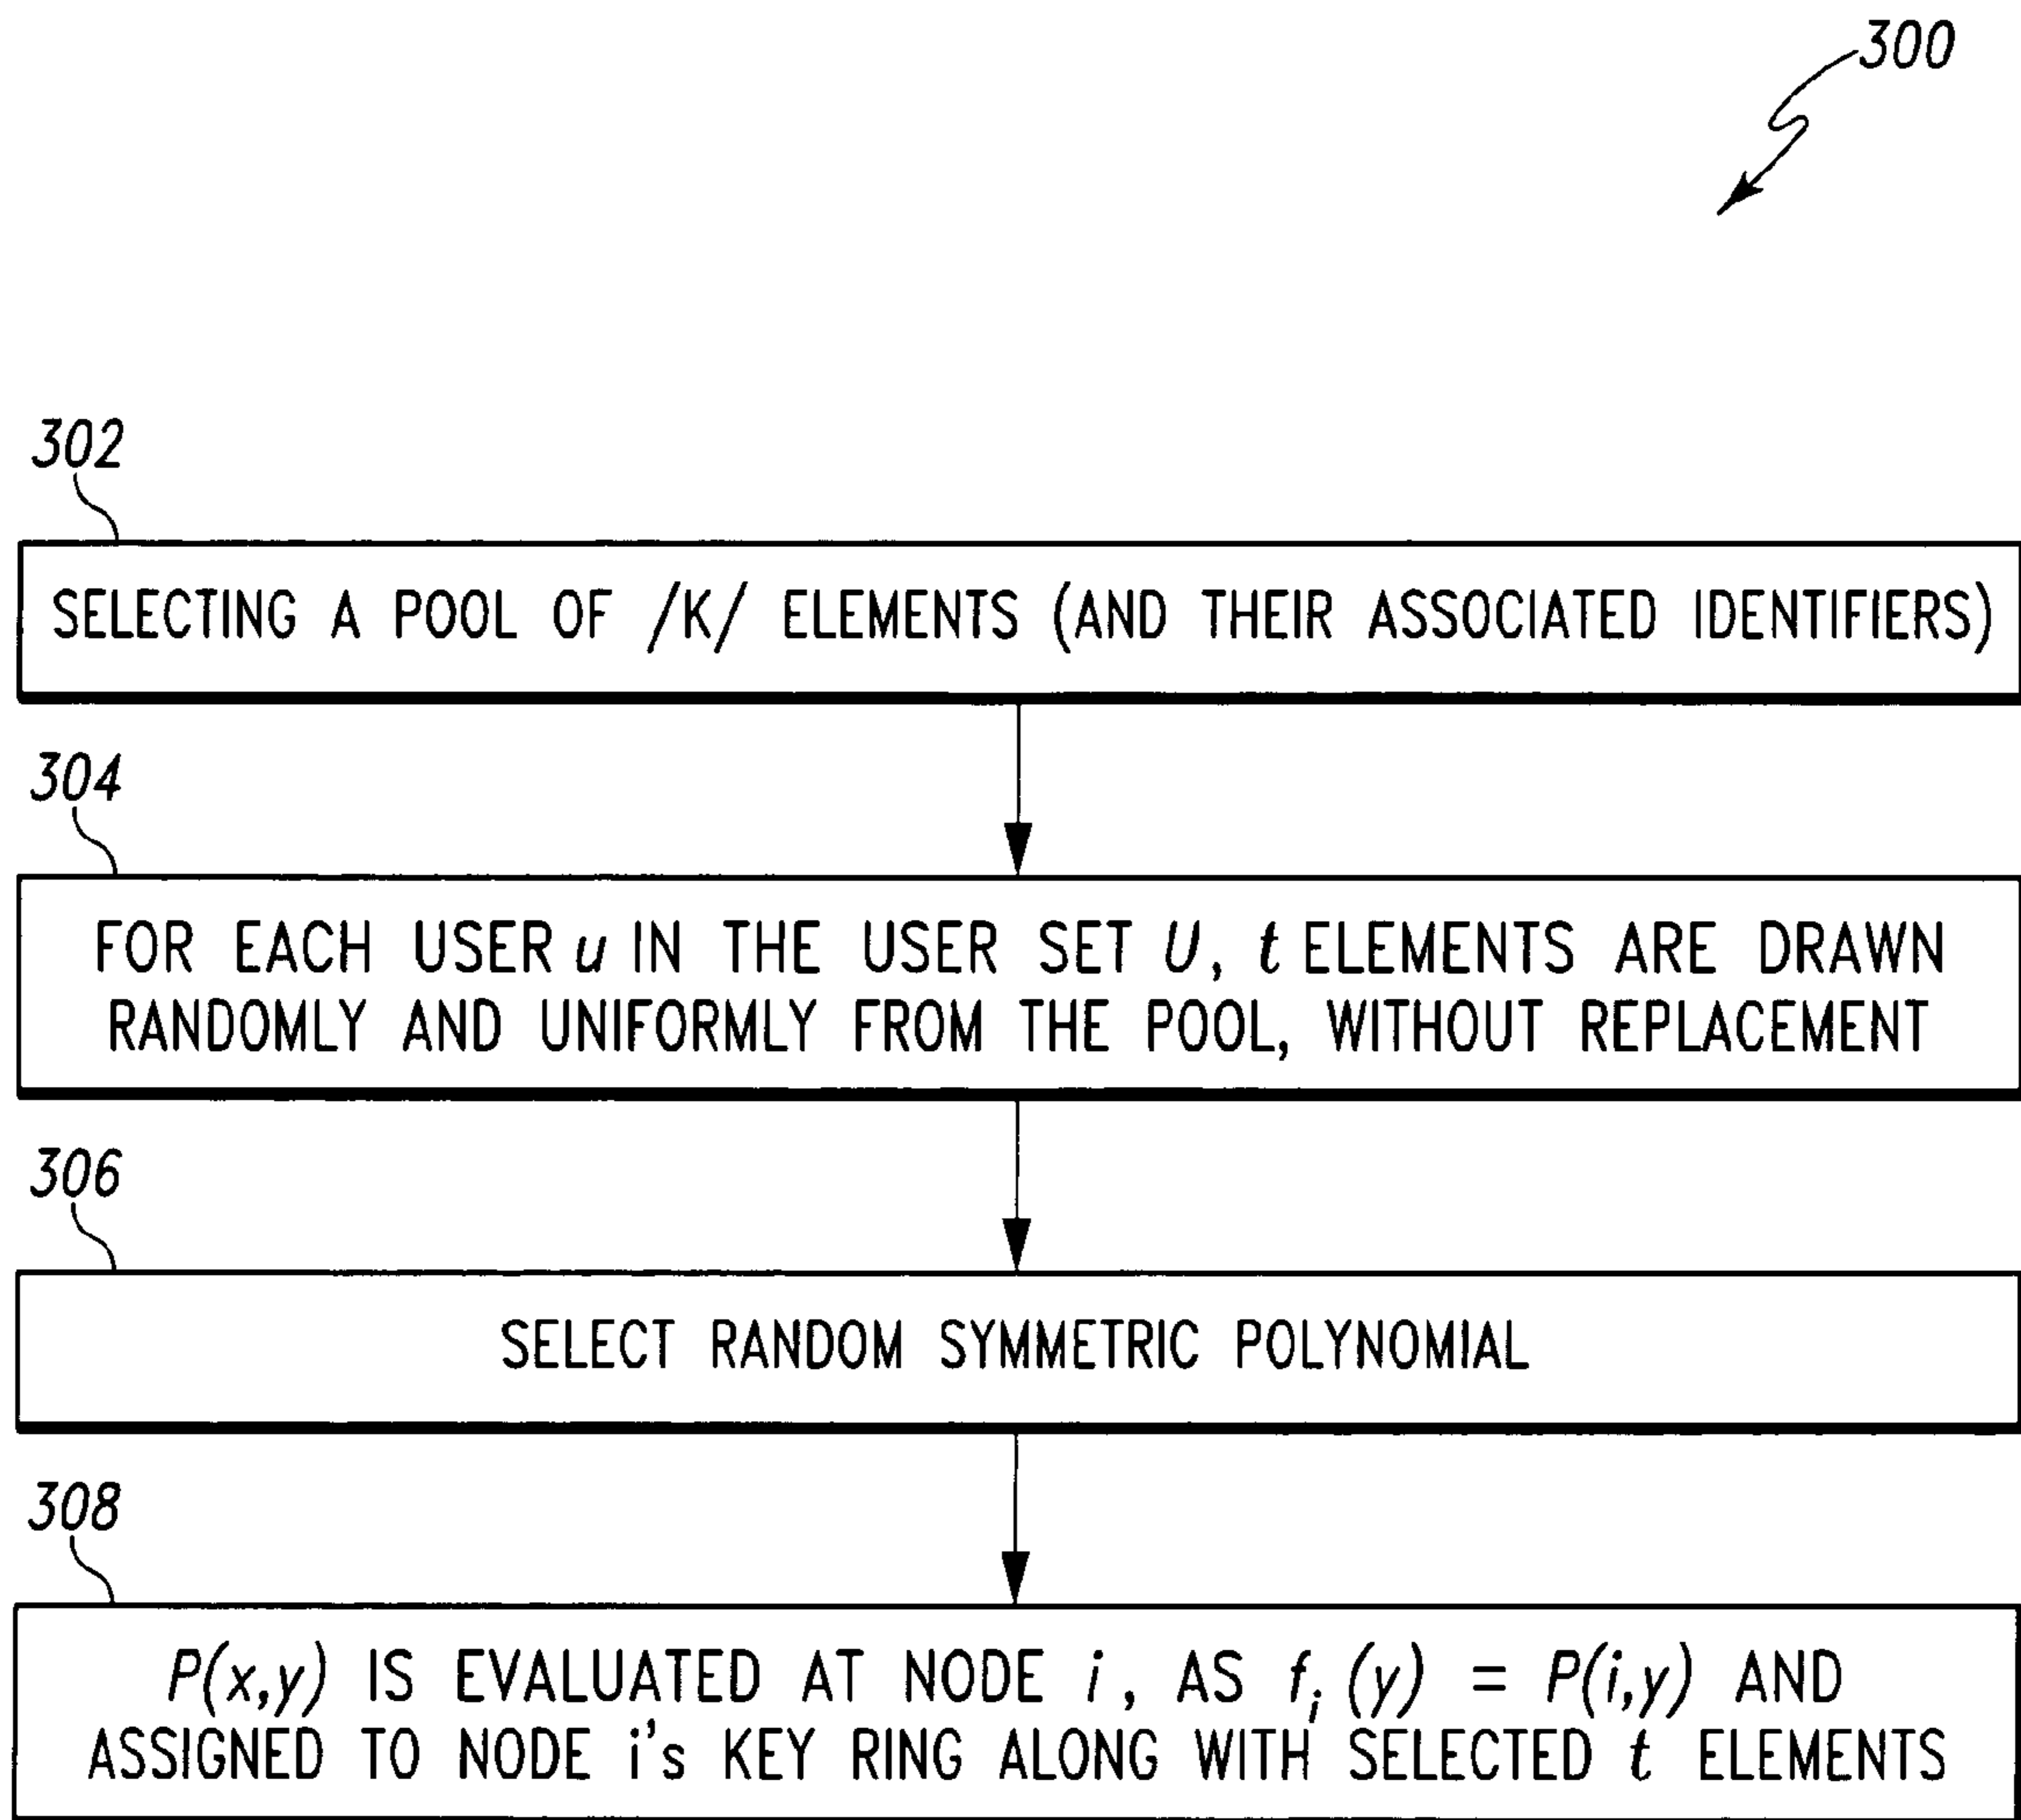 300
302
SELECTING A POOL OF /K/ ELEMENTS (AND THEIR ASSOCIATED IDENTIFIERS)
304
FOR EACH USER u IN THE USER SET U, t ELEMENTS ARE DRAWN
RANDOMLY AND UNIFORMLY FROM THE POOL, WITHOUT REPLACEMENT
306
SELECT RANDOM SYMMETRIC POLYNOMIAL
308
P(x,y) IS EVALUATED AT NODE i, AS f_i(y) = P(i,y) AND
ASSIGNED TO NODE i's KEY RING ALONG WITH SELECTED t ELEMENTS